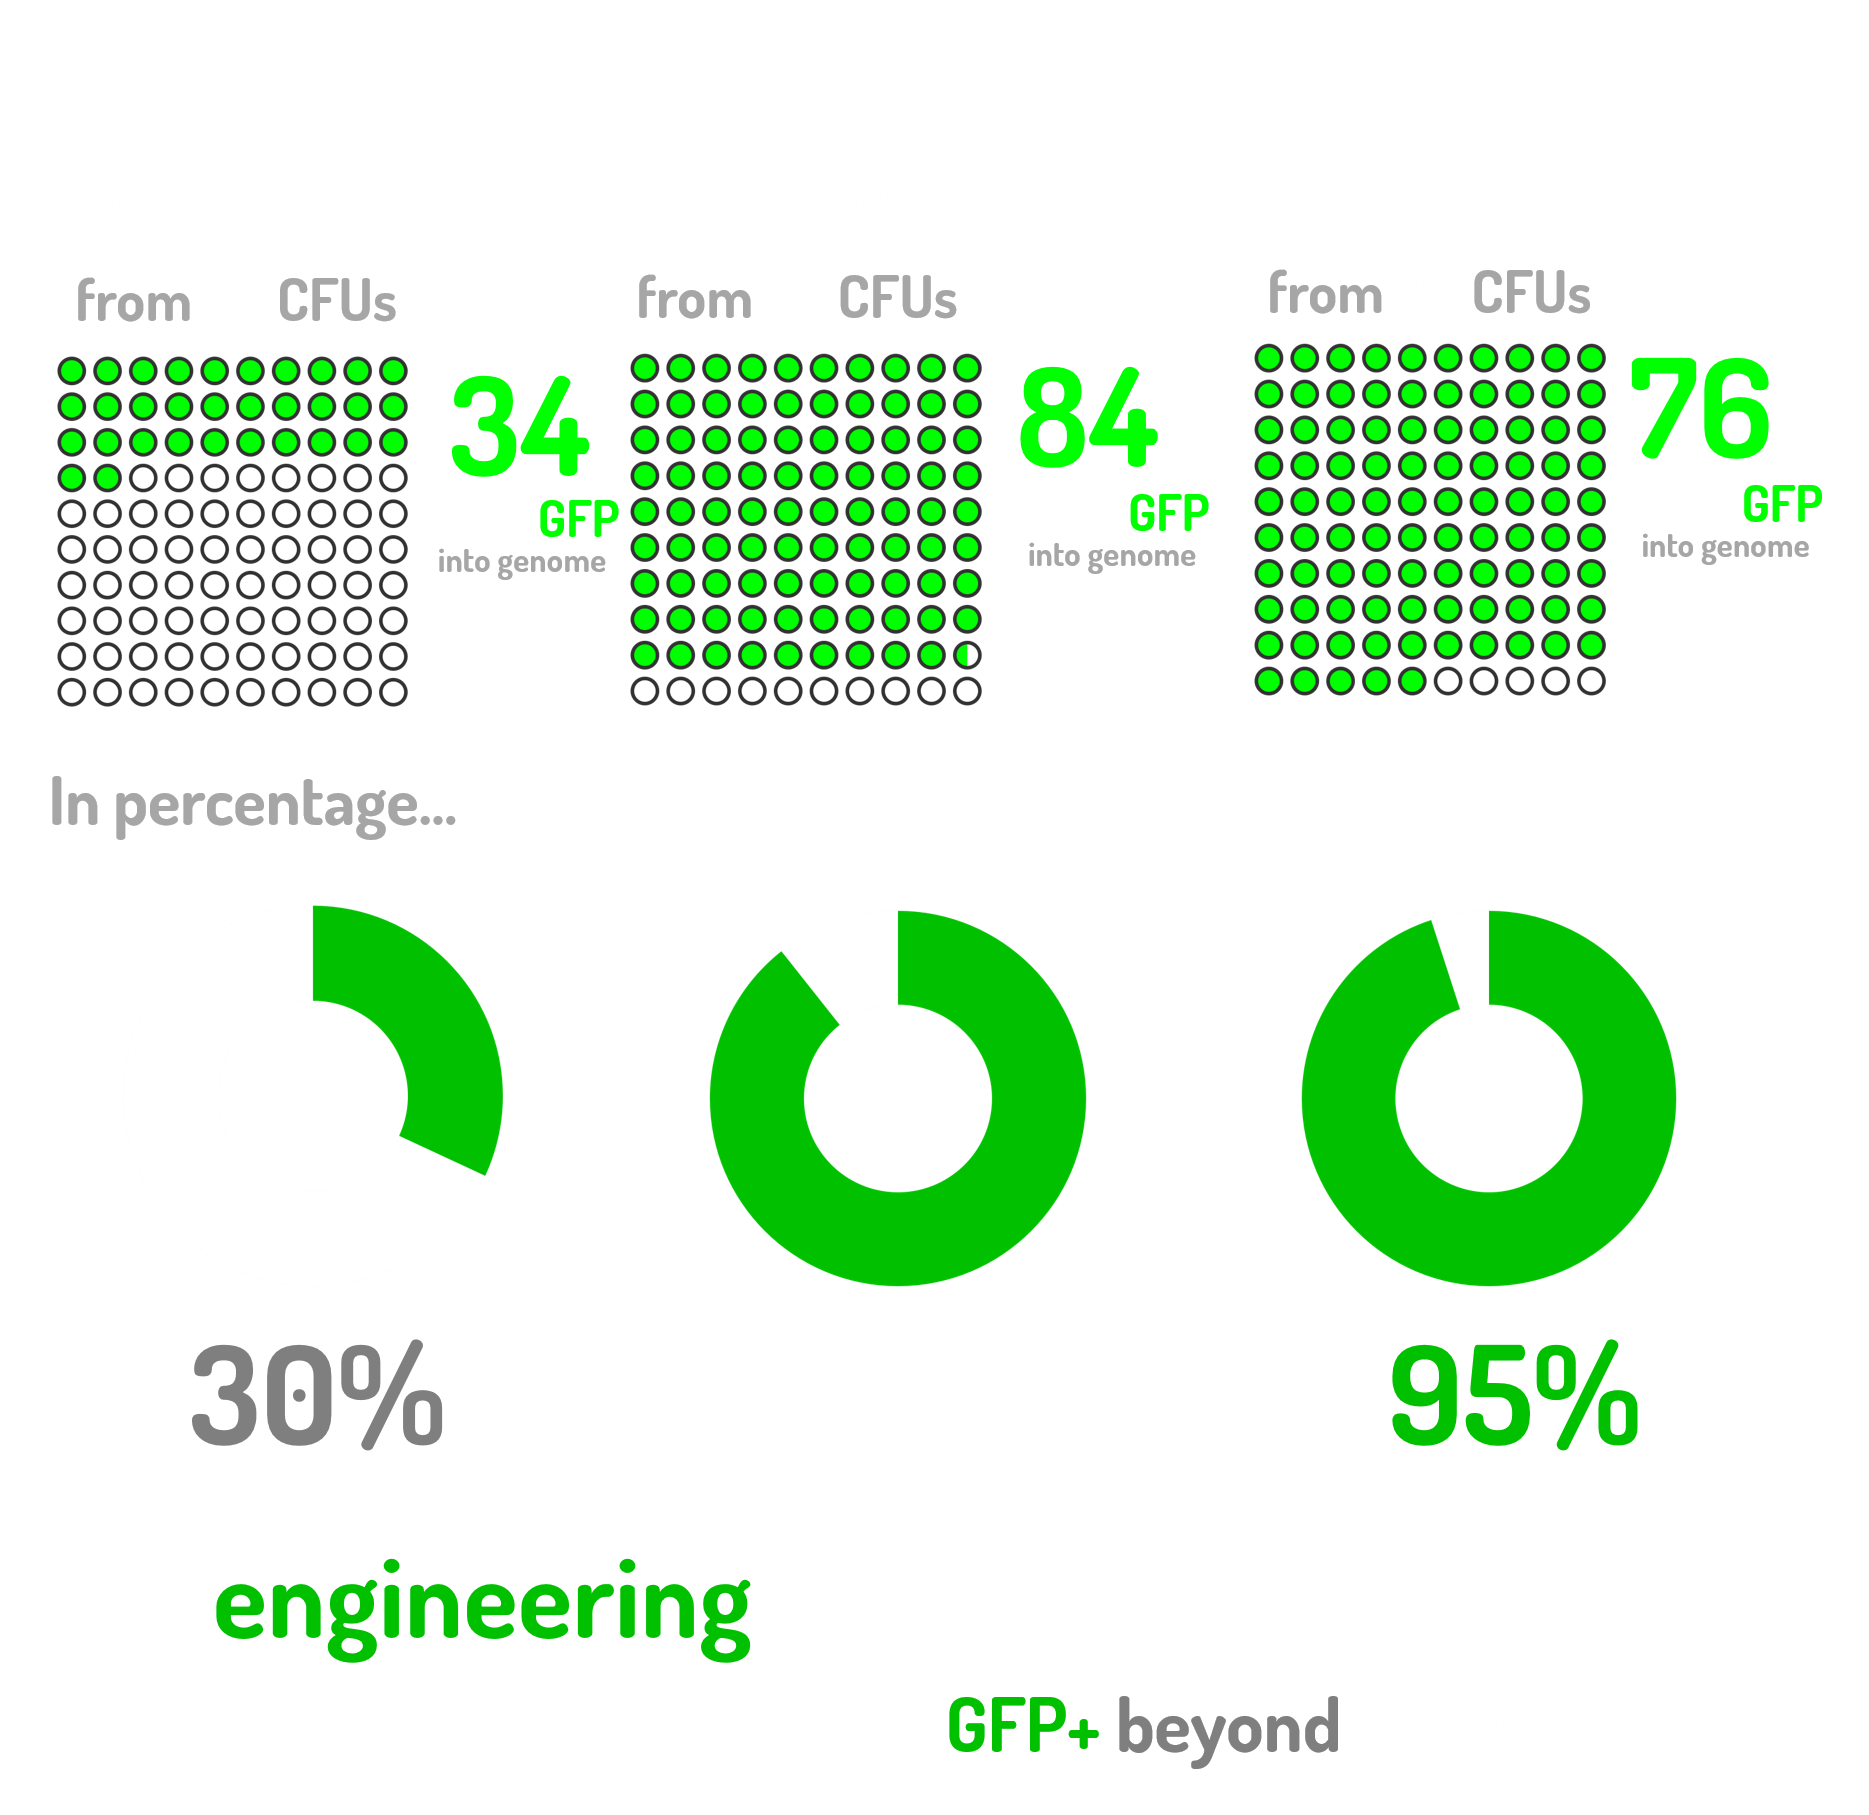 from CFUs
34
GFP
into genome
from CFUs
84
GFP
into genome
from CFUs
76
GFP
into genome
In percentage...
30%
95%
engineering
GFP+ beyond